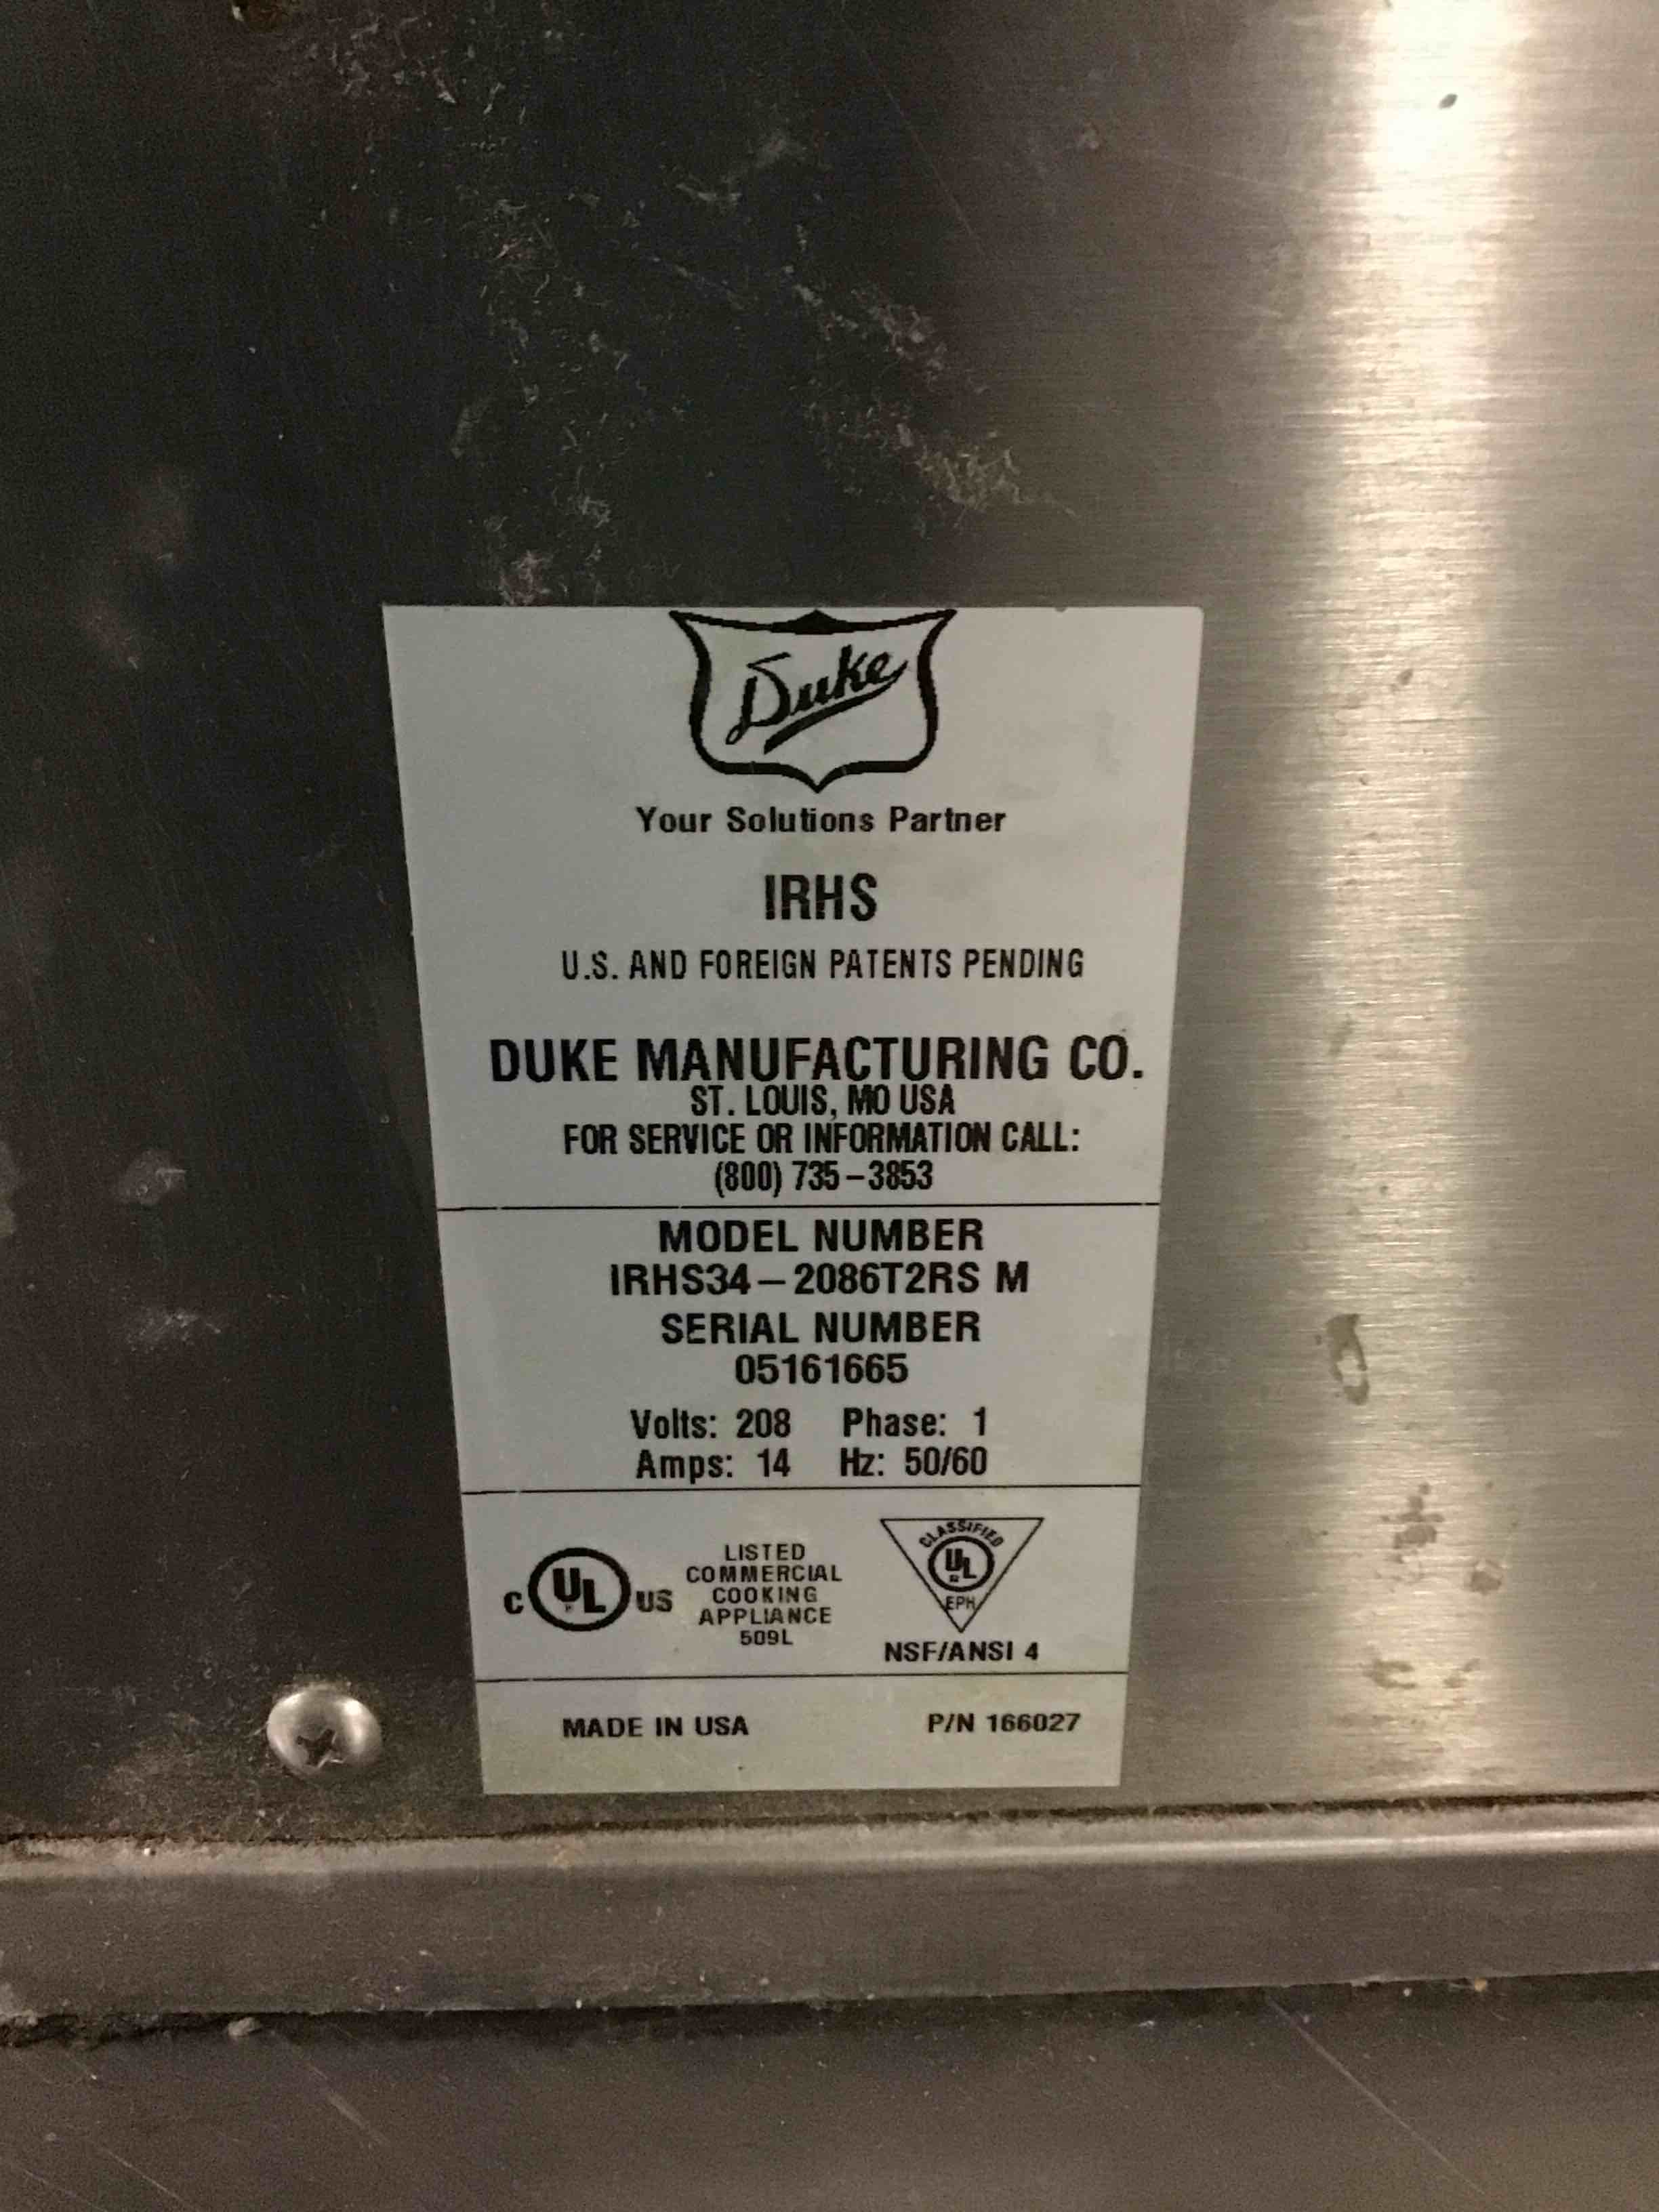 Duke
Your Solutions Partner
IRHS
U.S. AND FOREIGN PATENTS PENDING
DUKE MANUFACTURING CO.
ST. LOUIS, MO USA
FOR SERVICE OR INFORMATION CALL:
(800) 735-3853
MODEL NUMBER
IRHS34-2086T2RS M
SERIAL NUMBER
05161665
Volts: 208 Phase: 1
Amps: 14 Hz: 50/60
C UL US
LISTED
COMMERCIAL
COOKING
APPLIANCE
509L
CLASSIFIED
UL
EPH
NSF/ANSI 4
MADE IN USA P/N 166027